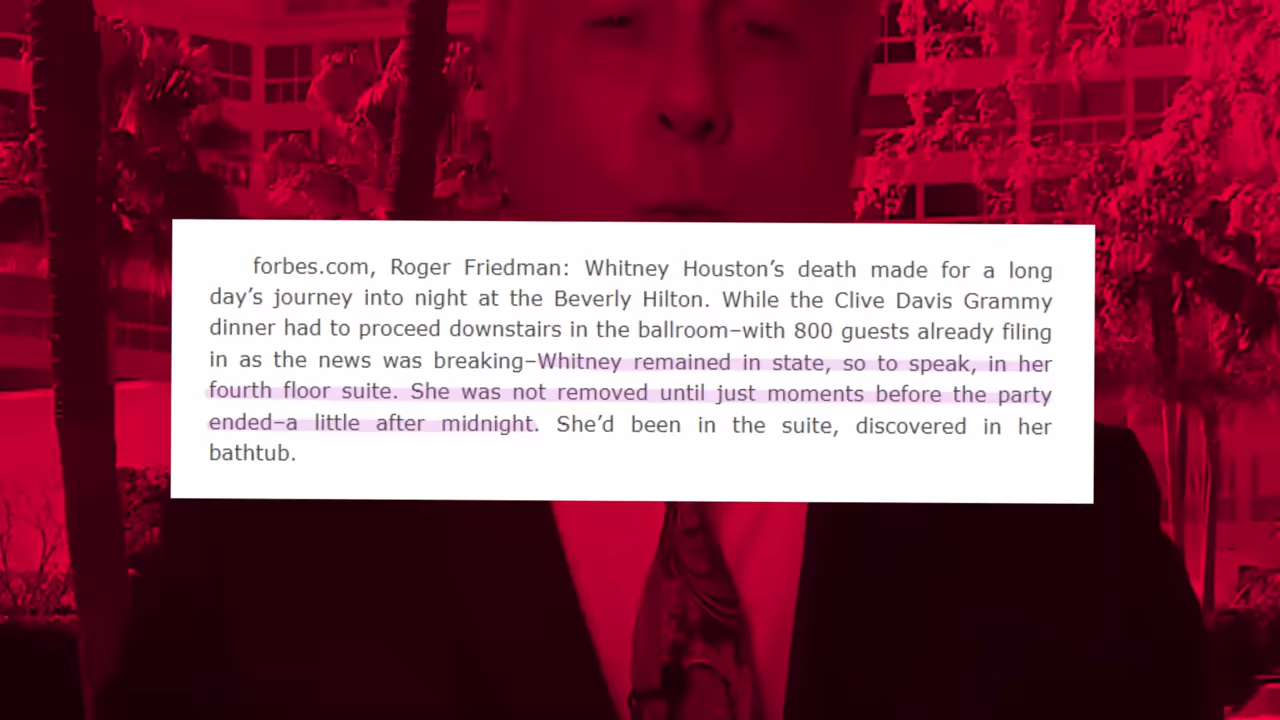 forbes.com, Roger Friedman: Whitney Houston’s death made for a long
day’s journey into night at the Beverly Hilton. While the Clive Davis Grammy
dinner had to proceed downstairs in the ballroom–with 800 guests already filing
in as the news was breaking–Whitney remained in state, so to speak, in her
fourth floor suite. She was not removed until just moments before the party
ended–a little after midnight. She’d been in the suite, discovered in her
bathtub.